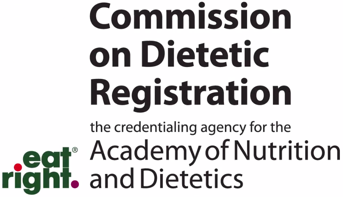 Commission
on Dietetic
Registration
the credentialing agency for the
eat® Academy of Nutrition
right. and Dietetics